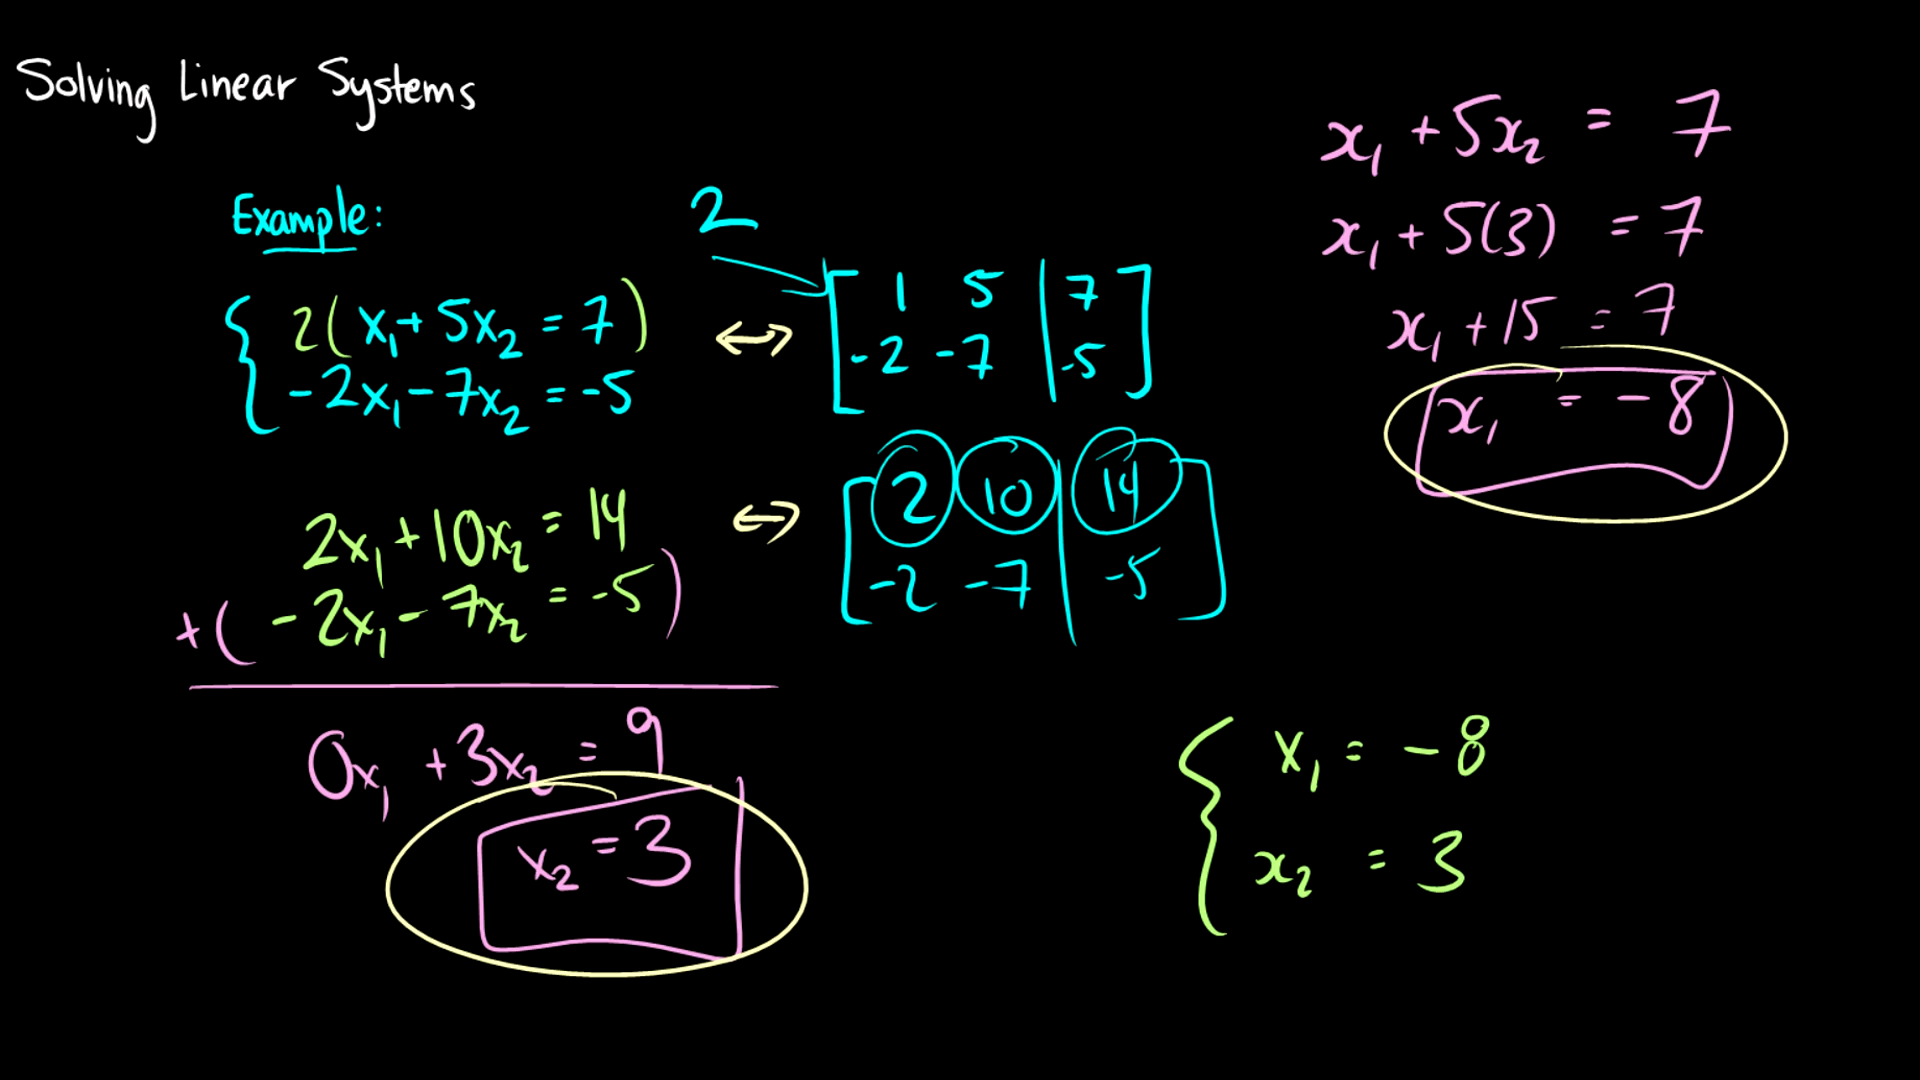 Solving Linear Systems
Example:
2(x₁ + 5x₂ = 7)
-2x₁ - 7x₂ = -5
2x₁ + 10x₂ = 14
+( -2x₁ - 7x₂ = -5 )
0x₁ + 3x₂ = 9
x₂ = 3
2
[ 1 5 | 7 ]
[ -2 -7 | -5 ]
[ 2 10 | 14 ]
[ -2 -7 | -5 ]
x₁ + 5x₂ = 7
x₁ + 5(3) = 7
x₁ + 15 = 7
x₁ = -8
x₁ = -8
x₂ = 3